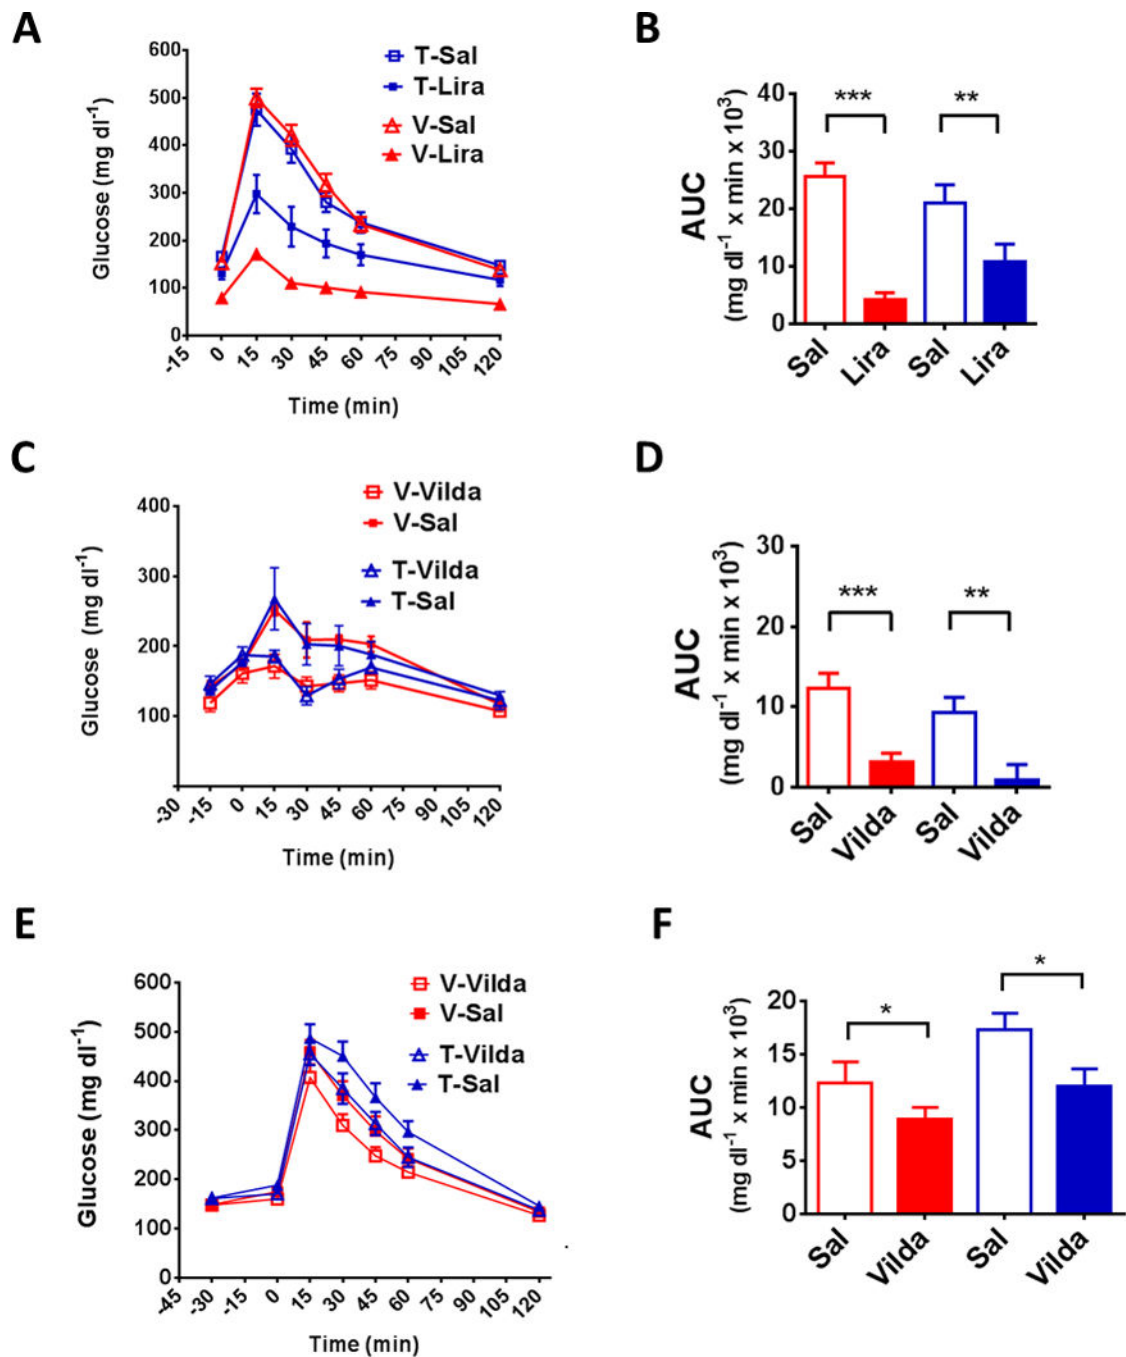 A
Glucose (mg dl⁻¹)
600
500
400
300
200
100
0
-15
0
15
30
45
60
75
90
105
120
Time (min)
T-Sal
T-Lira
V-Sal
V-Lira
B
AUC
(mg dl⁻¹ x min x 10³)
40
30
20
10
0
***
**
Sal
Lira
Sal
Lira
C
Glucose (mg dl⁻¹)
400
300
200
100
-30
-15
0
15
30
45
60
75
90
105
120
Time (min)
V-Vilda
V-Sal
T-Vilda
T-Sal
D
AUC
(mg dl⁻¹ x min x 10³)
30
20
10
0
***
**
Sal
Vilda
Sal
Vilda
E
Glucose (mg dl⁻¹)
600
500
400
300
200
100
0
-45
-30
-15
0
15
30
45
60
75
90
105
120
Time (min)
V-Vilda
V-Sal
T-Vilda
T-Sal
F
AUC
(mg dl⁻¹ x min x 10³)
20
15
10
5
0
*
*
Sal
Vilda
Sal
Vilda